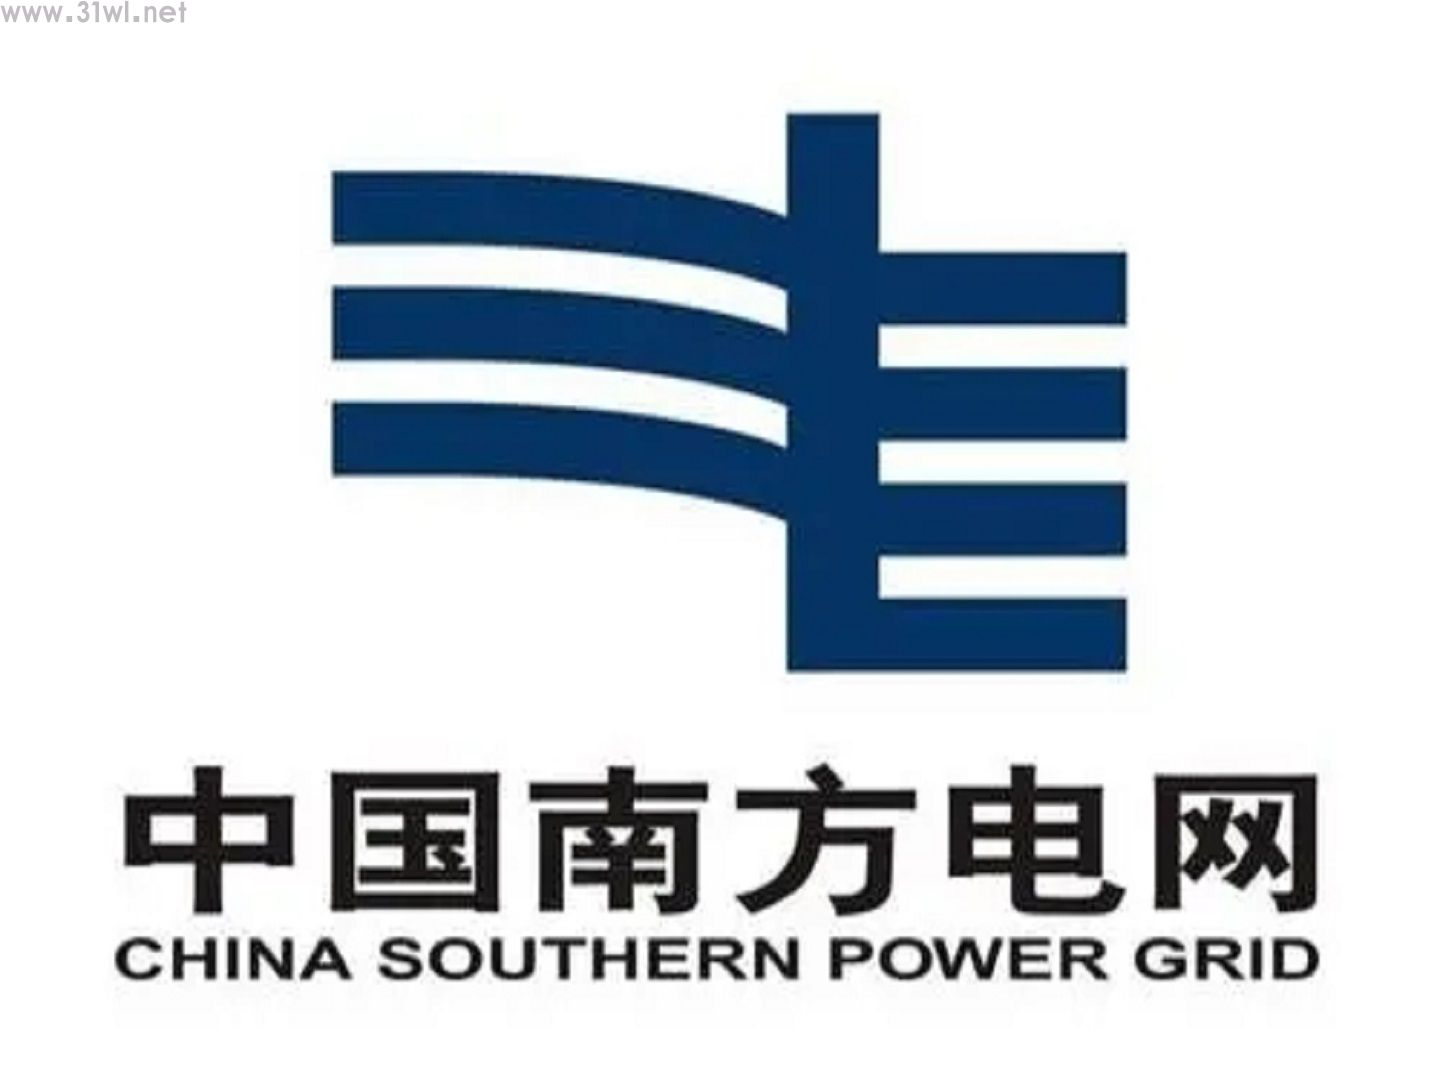 www.31wl.net
中国南方电网
CHINA SOUTHERN POWER GRID